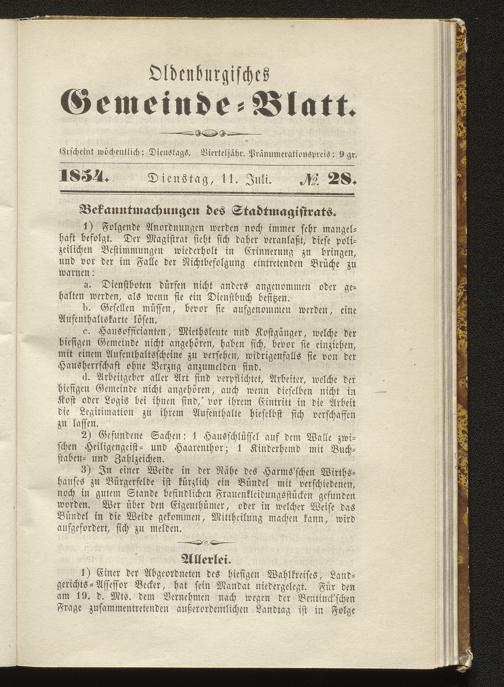 Oldenburgisches
Gemeinde-Blatt.
Erscheint wöchentlich: Dienstags. Vierteljähr. Pränumerationspreis: 9 gr.
1854. Dienstag, 11. Juli. № 28.
Bekanntmachungen des Stadtmagistrats.
1) Folgende Anordnungen werden noch immer sehr mangel-
haft befolgt. Der Magistrat sieht sich daher veranlaßt, diese poli-
zeilichen Bestimmungen wiederholt in Erinnerung zu bringen,
und vor der im Falle der Nichtbefolgung eintretenden Brüche zu
warnen:
a. Dienstboten dürfen nicht anders angenommen oder ge-
halten werden, als wenn sie ein Dienstbuch besitzen.
b. Gesellen müssen, bevor sie aufgenommen werden, eine
Aufenthaltskarte lösen.
c. Hausofficianten, Miethsleute und Kostgänger, welche der
hiesigen Gemeinde nicht angehören, haben sich, bevor sie einziehen,
mit einem Aufenthaltsscheine zu versehen, widrigenfalls sie von der
Hausherrschaft ohne Verzug anzumelden sind.
d. Arbeitgeber aller Art sind verpflichtet, Arbeiter, welche der
hiesigen Gemeinde nicht angehören, auch wenn dieselben nicht in
Kost oder Logis bei ihnen sind, vor ihrem Eintritt in die Arbeit
die Legitimation zu ihrem Aufenthalte hieselbst sich verschaffen
zu lassen.
2) Gefundene Sachen: 1 Hausschlüssel auf dem Walle zwi-
schen Heiligengeist- und Haarenthor; 1 Kinderhemd mit Buch-
staben- und Zahlzeichen.
3) In einer Weide in der Nähe des Harms'schen Wirths-
hauses zu Bürgerfelde ist kürzlich ein Bündel mit verschiedenen,
noch in gutem Stande befindlichen Frauenkleidungsstücken gefunden
worden. Wer über den Eigenthümer, oder in welcher Weise das
Bündel in die Weide gekommen, Mittheilung machen kann, wird
aufgefordert, sich zu melden.
Allerlei.
1) Einer der Abgeordneten des hiesigen Wahlkreises, Land-
gerichts-Assessor Becker, hat sein Mandat niedergelegt. Für den
am 19. d. Mts. dem Vernehmen nach wegen der Bentinck'schen
Frage zusammentretenden außerordentlichen Landtag ist in Folge